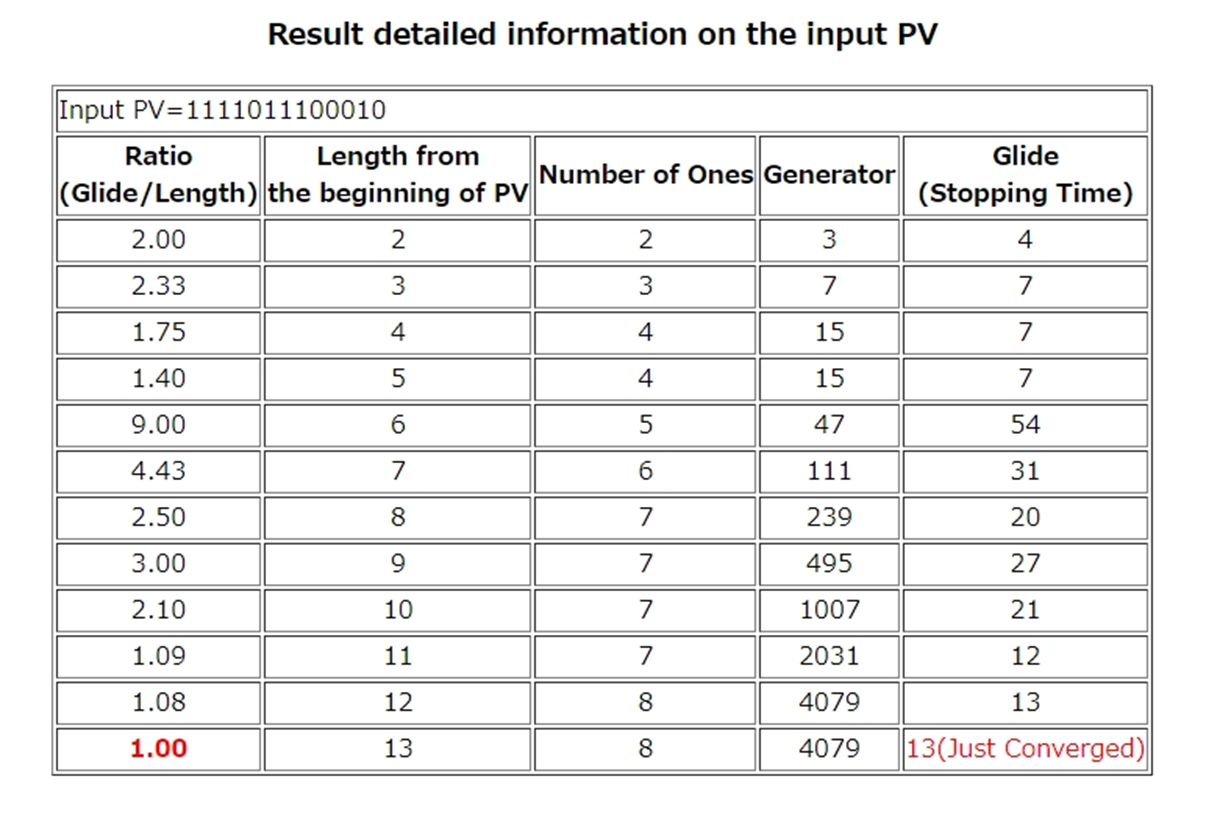 Result detailed information on the input PV
Input PV=1111011100010
Ratio (Glide/Length) Length from the beginning of PV Number of Ones Generator Glide (Stopping Time)
2.00 2 2 3 4
2.33 3 3 7 7
1.75 4 4 15 7
1.40 5 4 15 7
9.00 6 5 47 54
4.43 7 6 111 31
2.50 8 7 239 20
3.00 9 7 495 27
2.10 10 7 1007 21
1.09 11 7 2031 12
1.08 12 8 4079 13
1.00 13 8 4079 13(Just Converged)